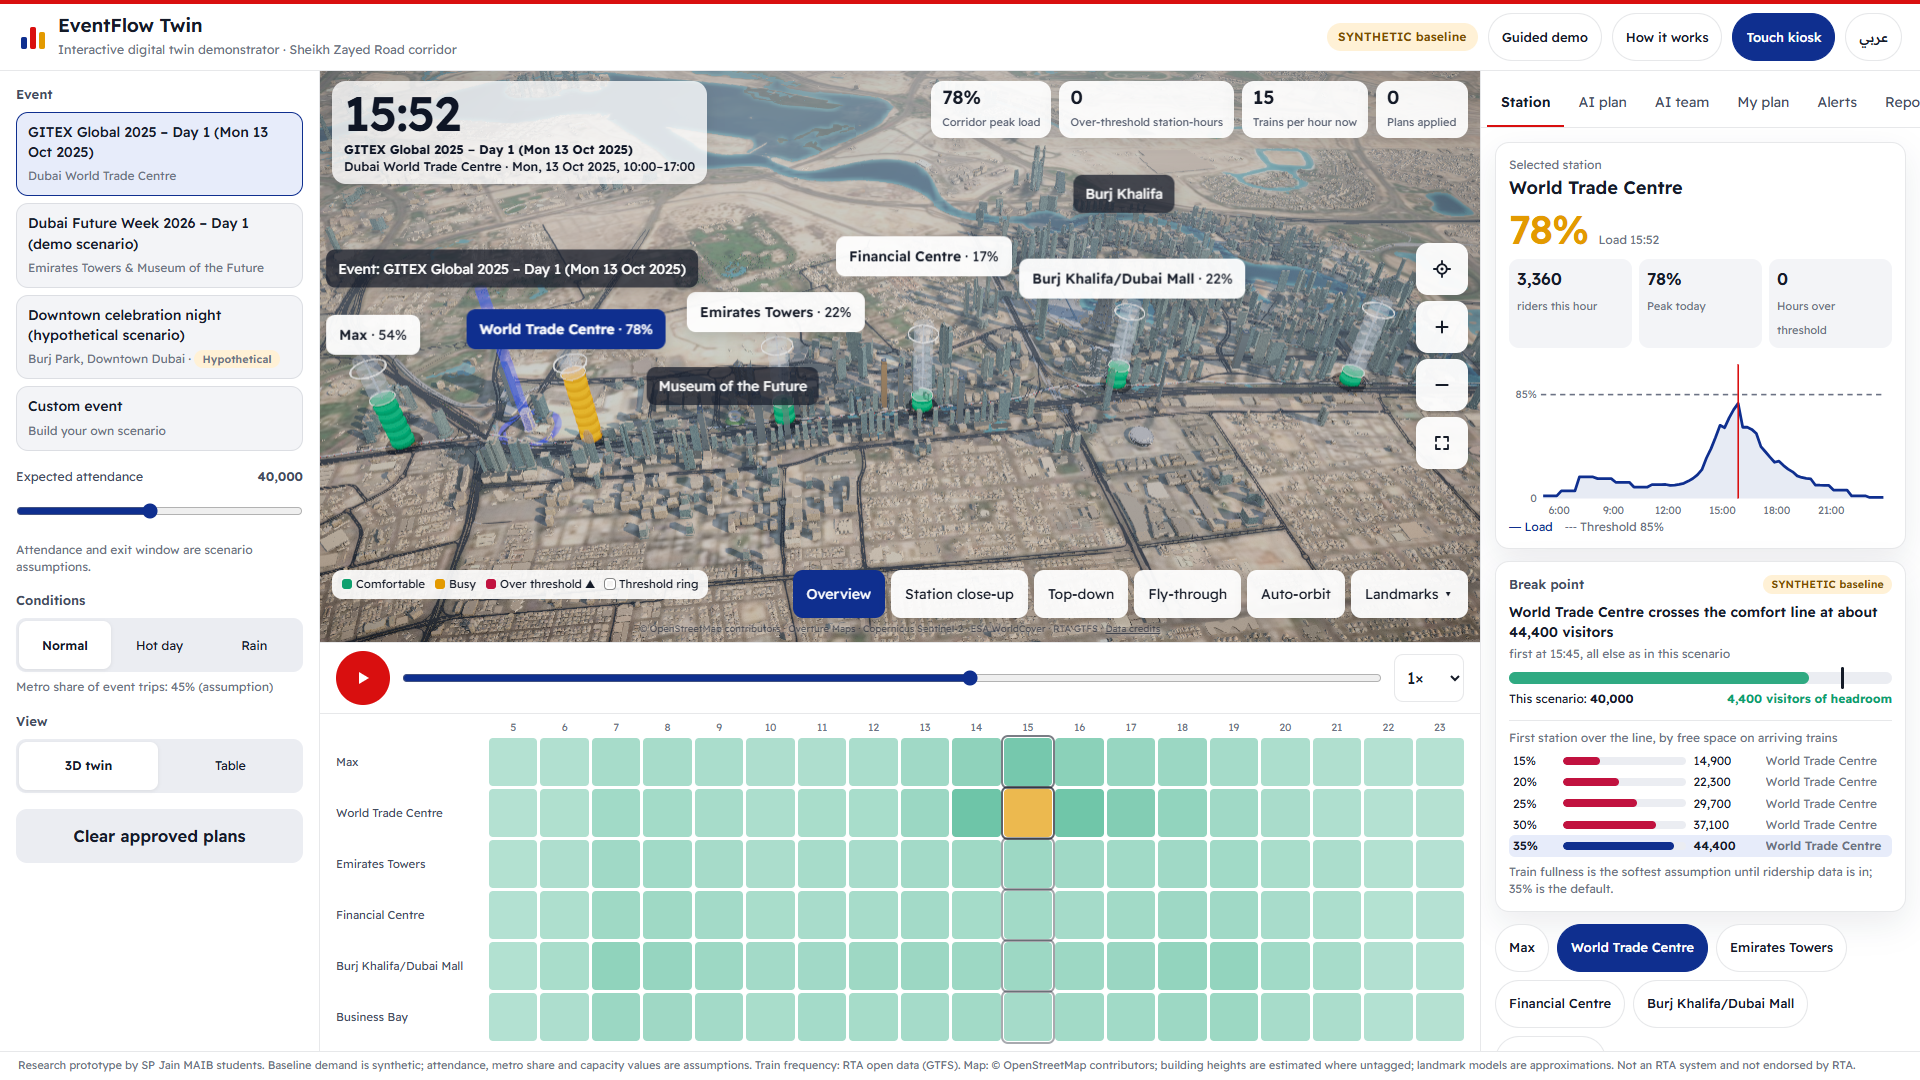 EventFlow Twin
Interactive digital twin demonstrator · Sheikh Zayed Road corridor
SYNTHETIC baseline
Guided demo
How it works
Touch kiosk
عربي
Event
GITEX Global 2025 – Day 1 (Mon 13
Oct 2025)
Dubai World Trade Centre
Dubai Future Week 2026 – Day 1
(demo scenario)
Emirates Towers & Museum of the Future
Downtown celebration night
(hypothetical scenario)
Burj Park, Downtown Dubai · Hypothetical
Custom event
Build your own scenario
Expected attendance 40,000
Attendance and exit window are scenario
assumptions.
Conditions
Normal Hot day Rain
Metro share of event trips: 45% (assumption)
View
3D twin Table
Clear approved plans
15:52
GITEX Global 2025 – Day 1 (Mon 13 Oct 2025)
Dubai World Trade Centre · Mon, 13 Oct 2025, 10:00–17:00
78%
Corridor peak load
0
Over-threshold station-hours
15
Trains per hour now
0
Plans applied
Burj Khalifa
Financial Centre · 17%
Event: GITEX Global 2025 – Day 1 (Mon 13 Oct 2025)
Burj Khalifa/Dubai Mall · 22%
Emirates Towers · 22%
Max · 54%
World Trade Centre · 78%
Museum of the Future
+
−
Comfortable Busy Over threshold ▲ Threshold ring
Overview Station close-up Top-down Fly-through Auto-orbit Landmarks ▾
© OpenStreetMap contributors · Overture Maps · Copernicus Sentinel-2 · ESA WorldCover · RTA GTFS · Data credits
1×
5 6 7 8 9 10 11 12 13 14 15 16 17 18 19 20 21 22 23
Max
World Trade Centre
Emirates Towers
Financial Centre
Burj Khalifa/Dubai Mall
Business Bay
Station AI plan AI team My plan Alerts Repo
Selected station
World Trade Centre
78% Load 15:52
3,360
riders this hour
78%
Peak today
0
Hours over
threshold
85%
0
6:00 9:00 12:00 15:00 18:00 21:00
— Load --- Threshold 85%
Break point SYNTHETIC baseline
World Trade Centre crosses the comfort line at about
44,400 visitors
first at 15:45, all else as in this scenario
This scenario: 40,000 4,400 visitors of headroom
First station over the line, by free space on arriving trains
15% 14,900 World Trade Centre
20% 22,300 World Trade Centre
25% 29,700 World Trade Centre
30% 37,100 World Trade Centre
35% 44,400 World Trade Centre
Train fullness is the softest assumption until ridership data is in;
35% is the default.
Max World Trade Centre Emirates Towers
Financial Centre Burj Khalifa/Dubai Mall
Research prototype by SP Jain MAIB students. Baseline demand is synthetic; attendance, metro share and capacity values are assumptions. Train frequency: RTA open data (GTFS). Map: © OpenStreetMap contributors; building heights are estimated where untagged; landmark models are approximations. Not an RTA system and not endorsed by RTA.